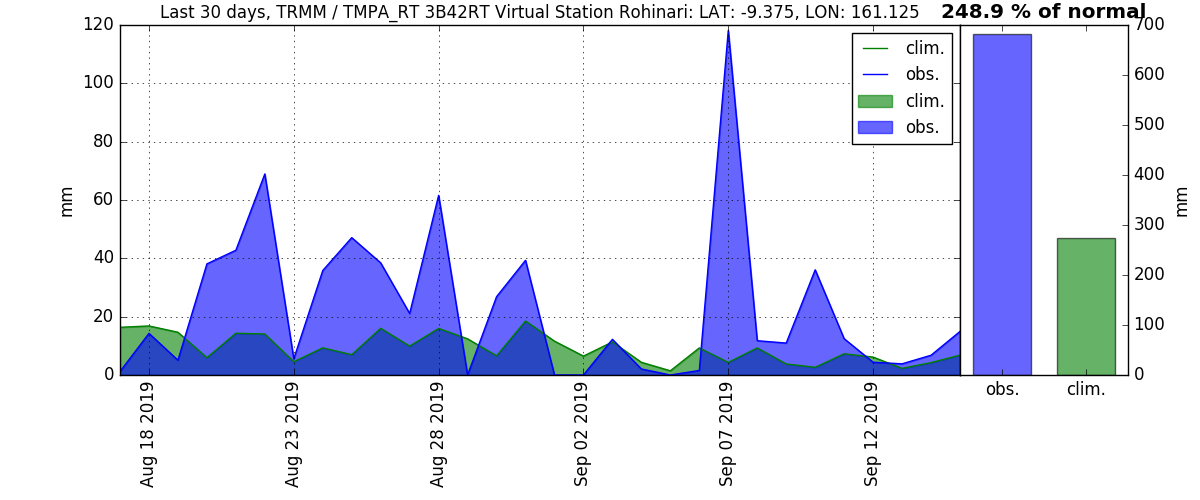 Last 30 days, TRMM / TMPA_RT 3B42RT Virtual Station Rohinari: LAT: -9.375, LON: 161.125
248.9 % of normal
120
100
80
60
40
20
0
mm
clim.
obs.
clim.
obs.
700
600
500
400
300
200
100
0
mm
obs.
clim.
Aug 18 2019
Aug 23 2019
Aug 28 2019
Sep 02 2019
Sep 07 2019
Sep 12 2019